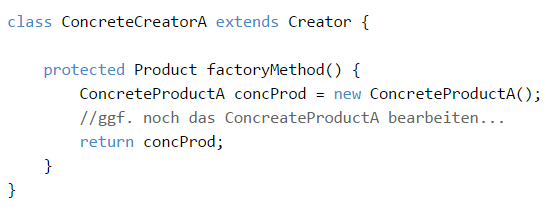 class ConcreteCreatorA extends Creator {
protected Product factoryMethod() {
ConcreteProductA concProd = new ConcreteProductA();
//ggf. noch das ConcreateProductA bearbeiten...
return concProd;
}
}